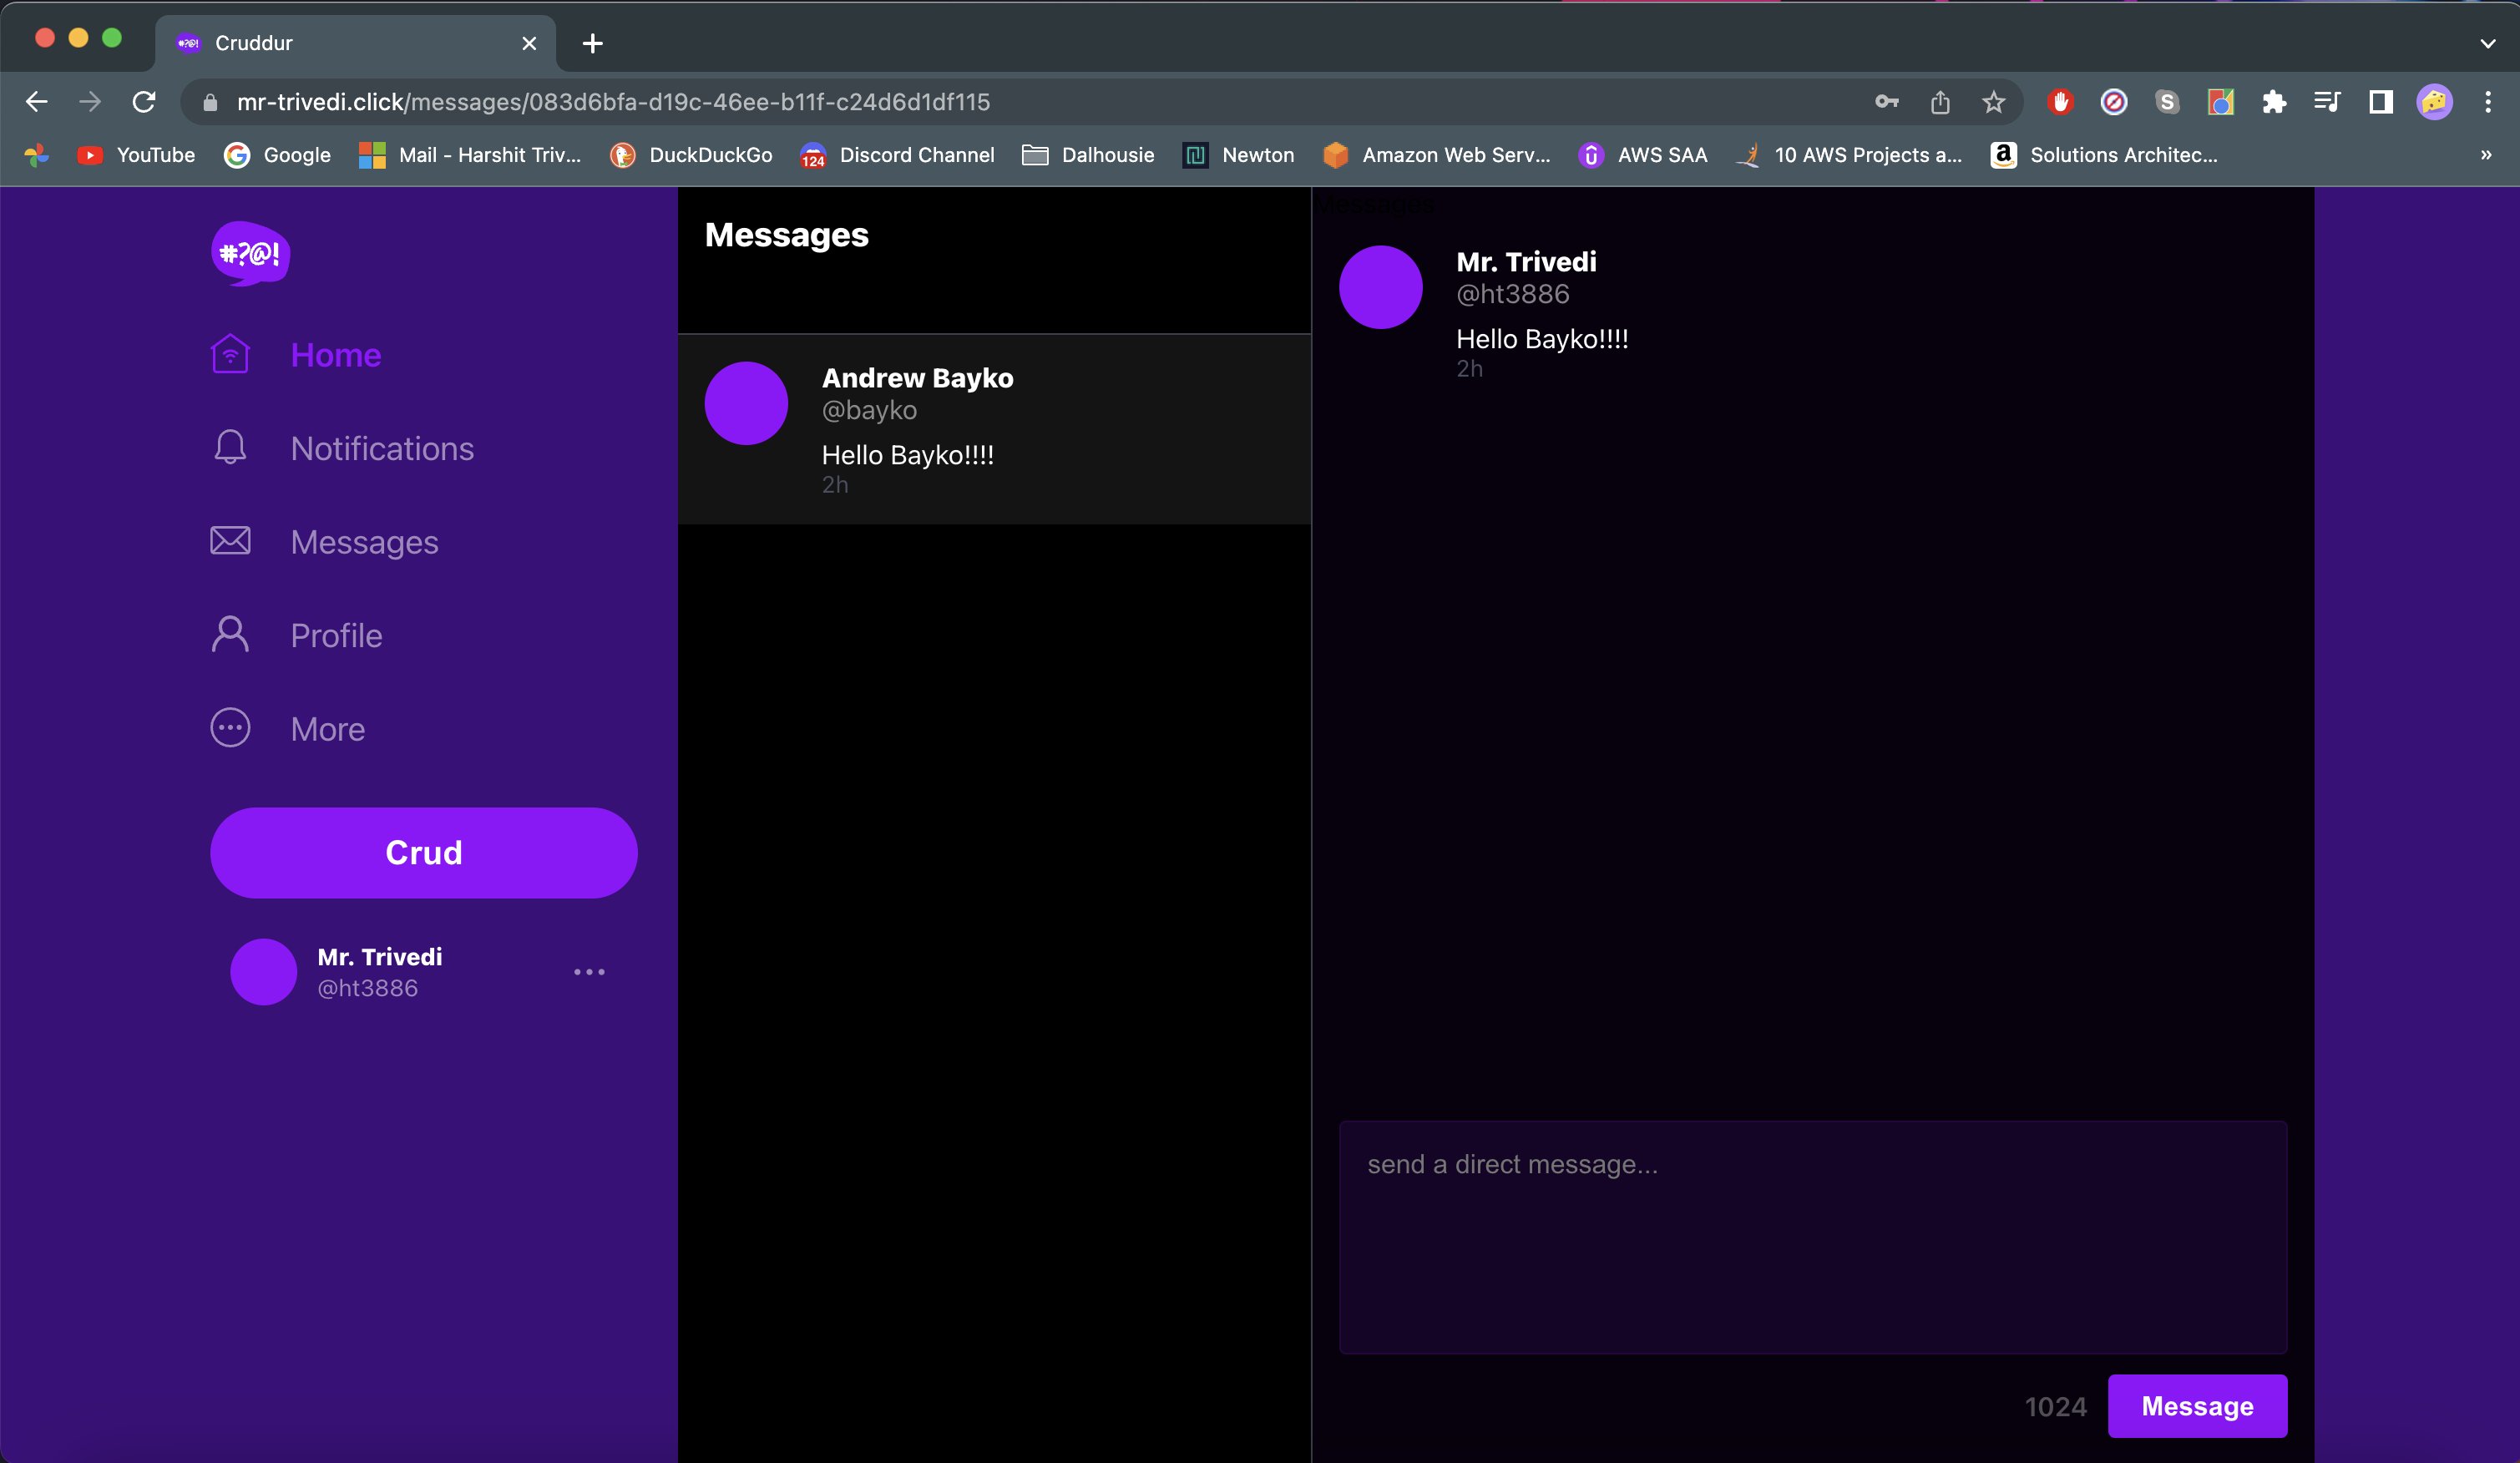 Cruddur
mr-trivedi.click/messages/083d6bfa-d19c-46ee-b11f-c24d6d1df115
S
YouTube
Google
Mail - Harshit Triv...
DuckDuckGo
124
Discord Channel
Dalhousie
Newton
Amazon Web Serv...
AWS SAA
10 AWS Projects a...
Solutions Architec...
»
#?@!
Home
Notifications
Messages
Profile
More
Crud
Mr. Trivedi
@ht3886
Messages
Andrew Bayko
@bayko
Hello Bayko!!!!
2h
Messages
Mr. Trivedi
@ht3886
Hello Bayko!!!!
2h
send a direct message...
1024
Message